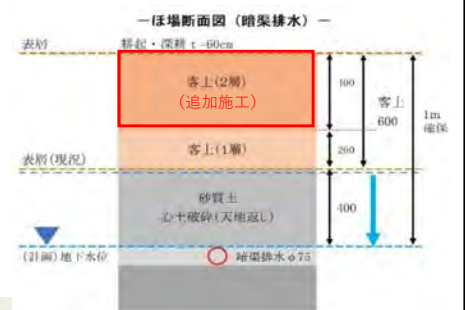 －ほ場断面図（暗渠排水）－
表層
耕起・深耕 t=60cm
客土(2層)
(追加施工)
400
客土
600
1m
確保
客土(1層)
200
表層(現況)
砂質土
心土破砕(天地返し)
400
(計画)地下水位
暗渠排水φ75